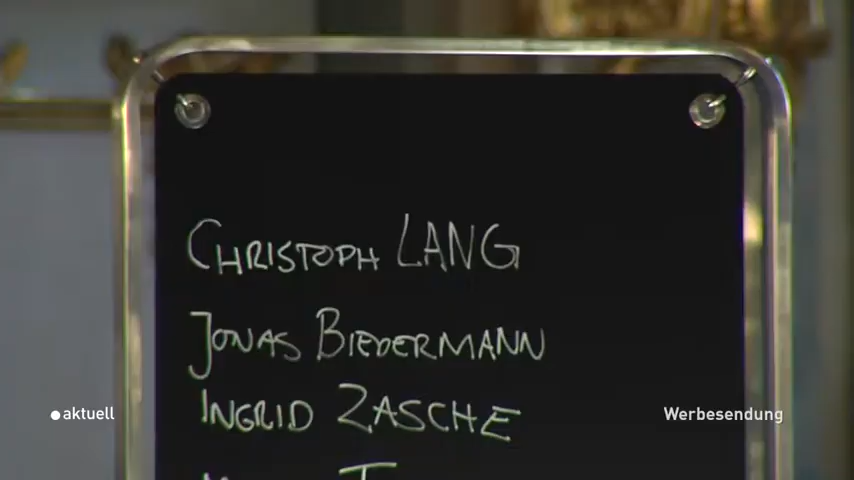 CHRISTOPH LANG
JONAS BIEDERMANN
INGRID ZASCHE
aktuell
Werbesendung